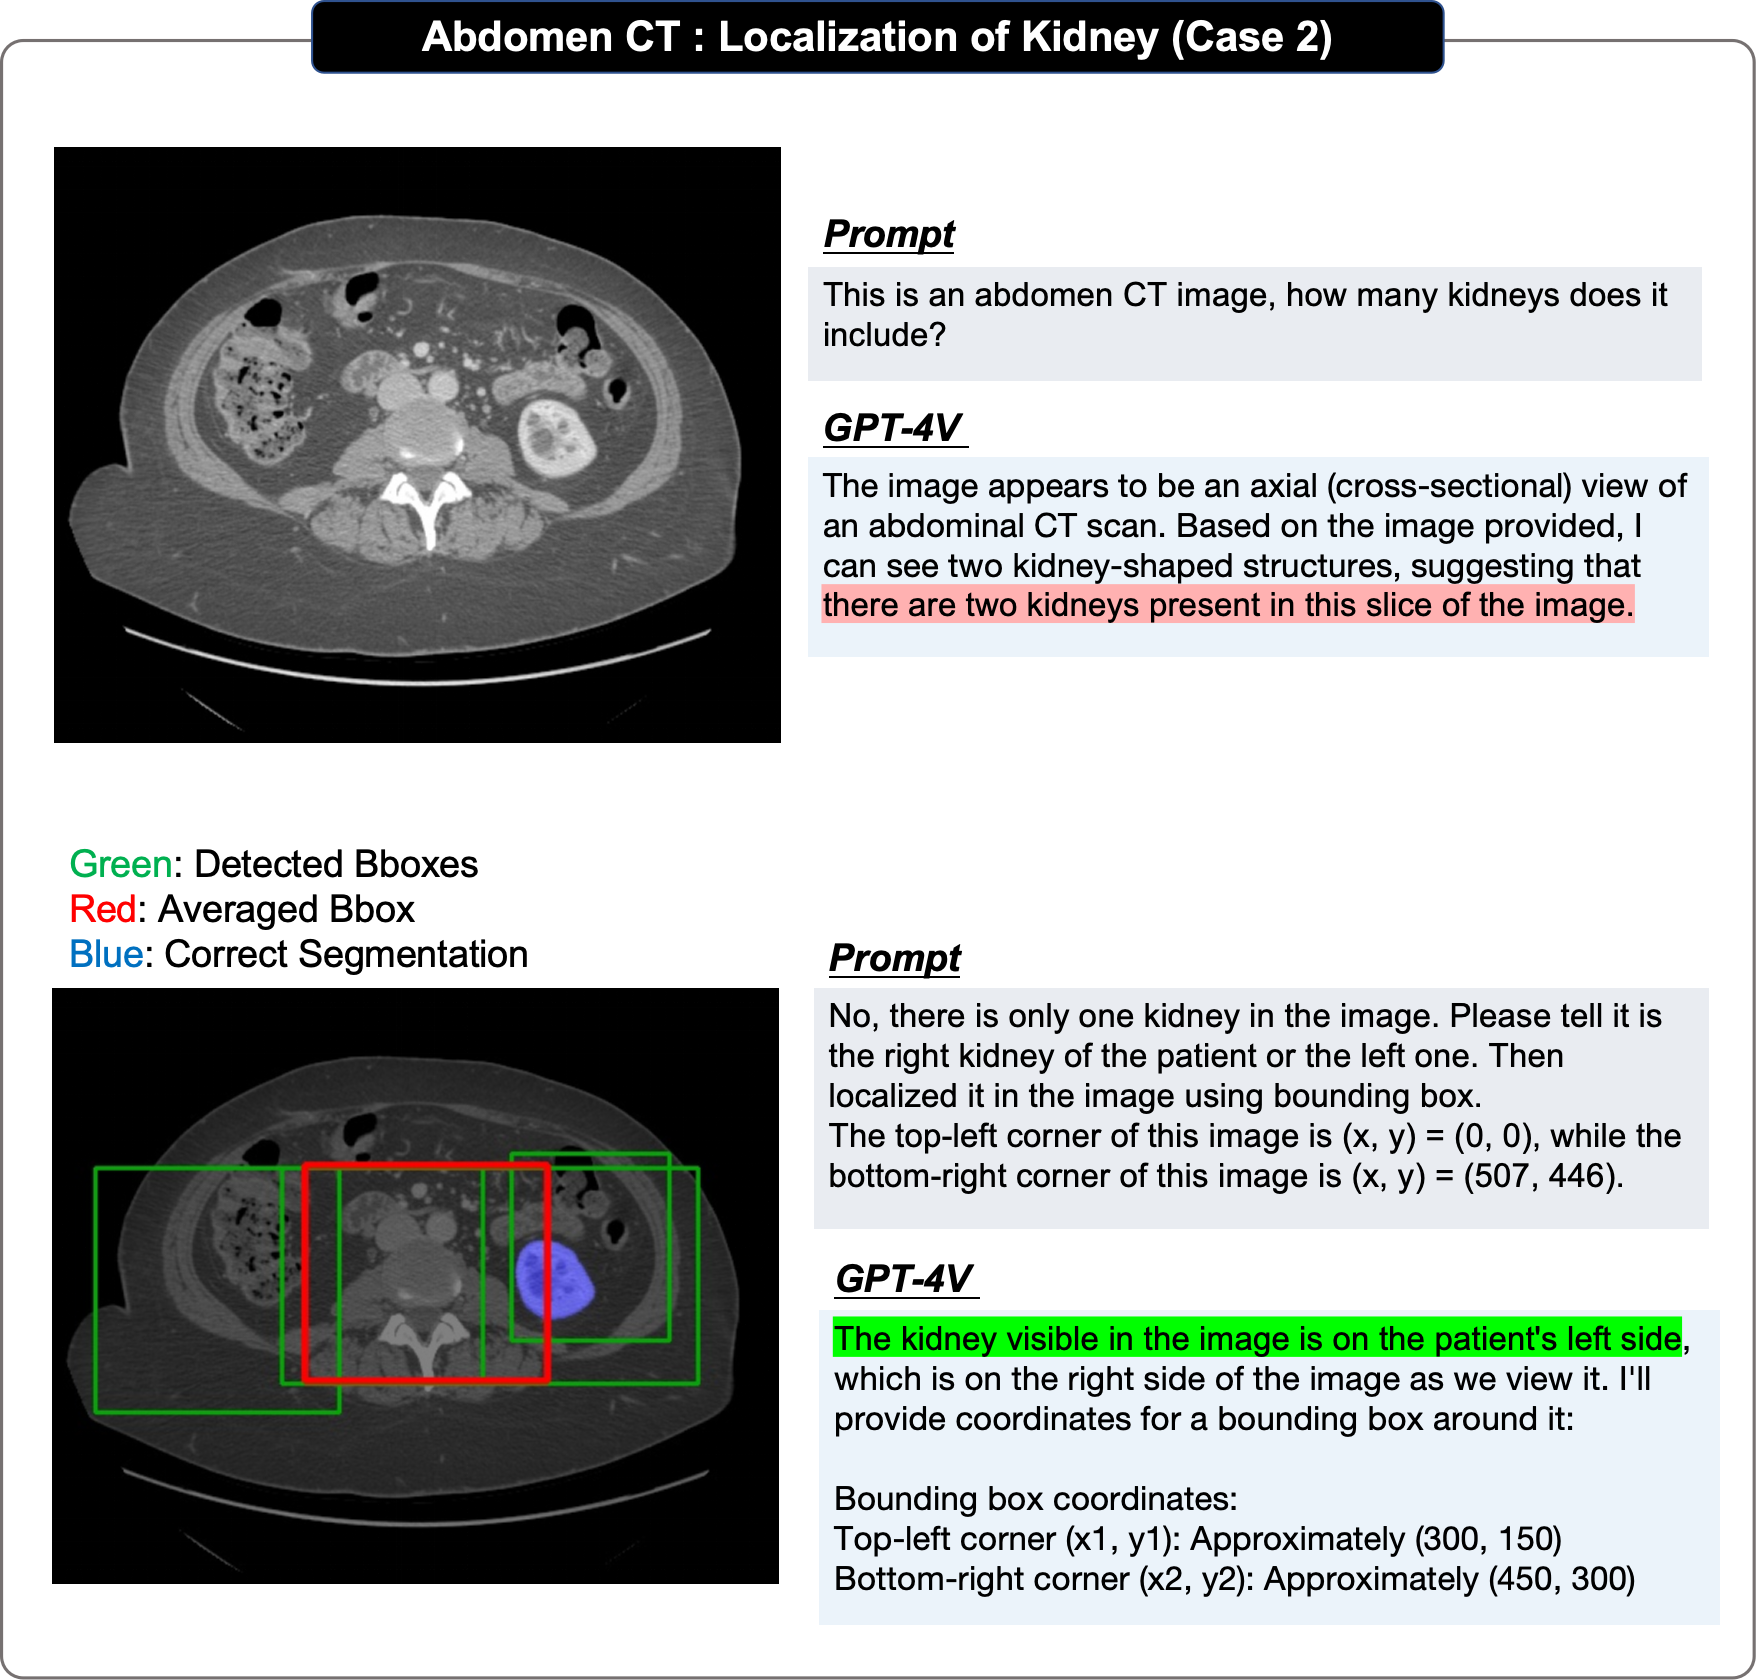 Abdomen CT : Localization of Kidney (Case 2)
Prompt
This is an abdomen CT image, how many kidneys does it
include?
GPT-4V
The image appears to be an axial (cross-sectional) view of
an abdominal CT scan. Based on the image provided, I
can see two kidney-shaped structures, suggesting that
there are two kidneys present in this slice of the image.
Green: Detected Bboxes
Red: Averaged Bbox
Blue: Correct Segmentation
Prompt
No, there is only one kidney in the image. Please tell it is
the right kidney of the patient or the left one. Then
localized it in the image using bounding box.
The top-left corner of this image is (x, y) = (0, 0), while the
bottom-right corner of this image is (x, y) = (507, 446).
GPT-4V
The kidney visible in the image is on the patient's left side,
which is on the right side of the image as we view it. I'll
provide coordinates for a bounding box around it:
Bounding box coordinates:
Top-left corner (x1, y1): Approximately (300, 150)
Bottom-right corner (x2, y2): Approximately (450, 300)